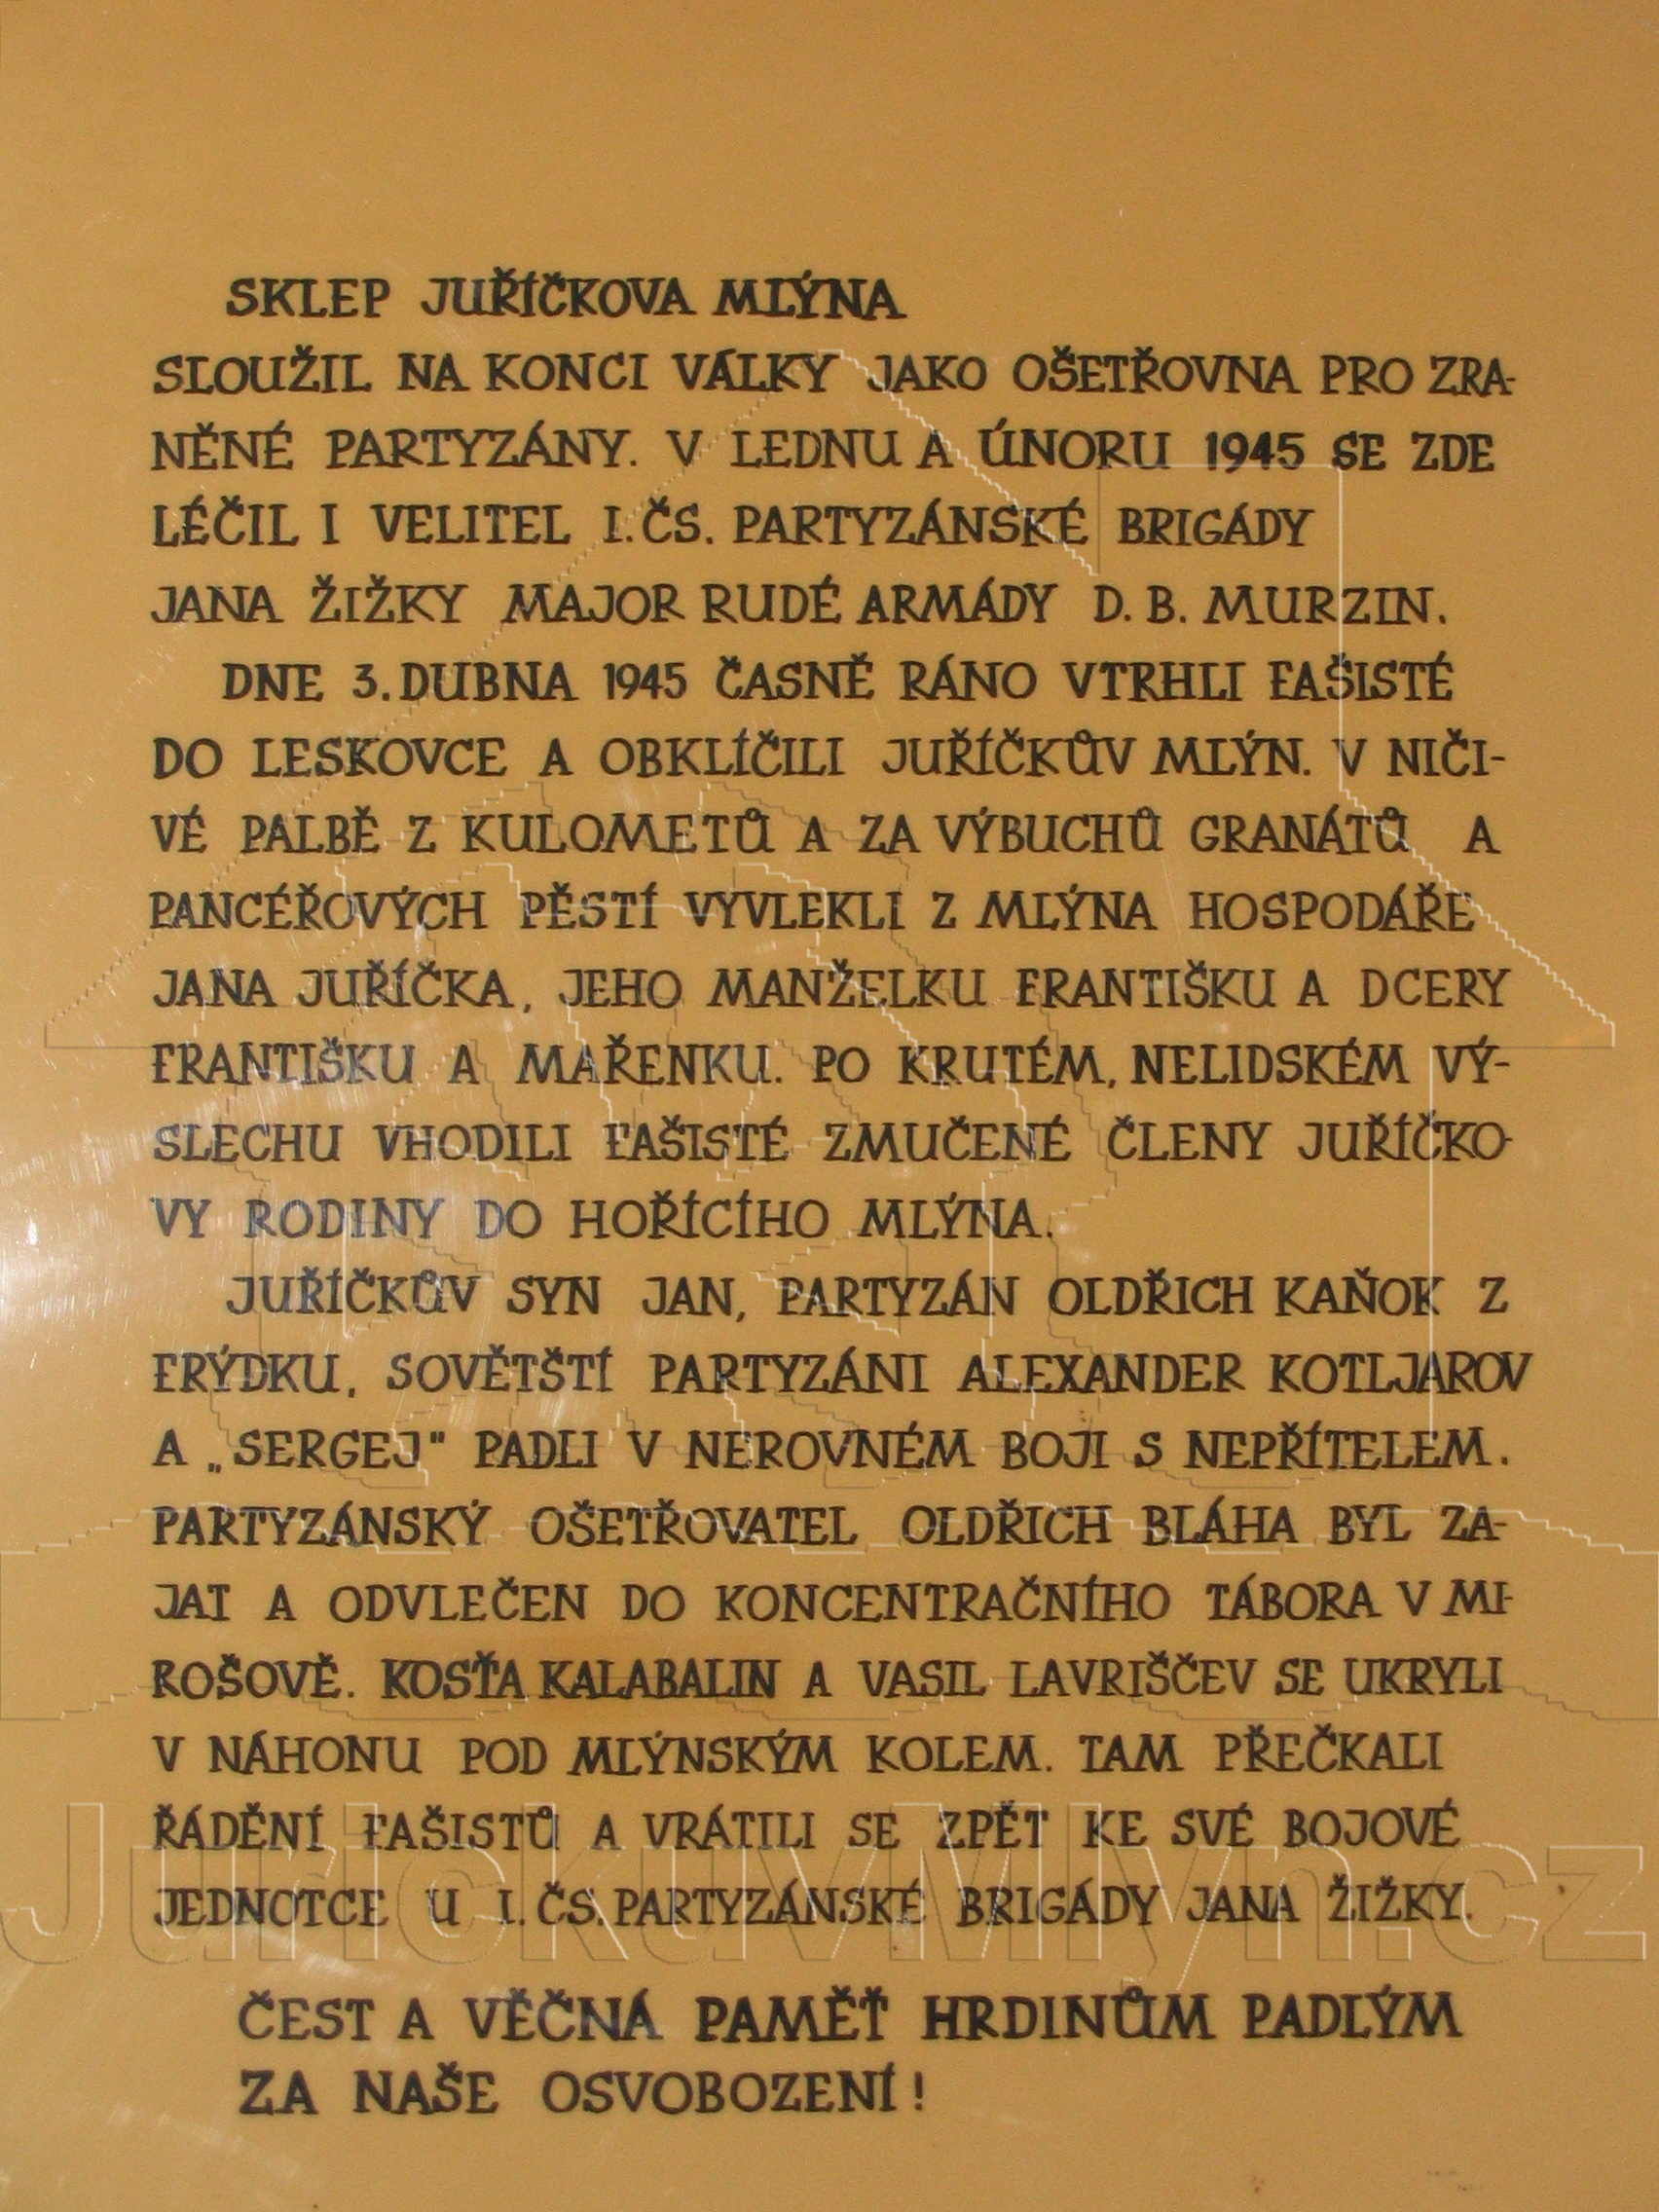 SKLEP JUŘÍČKOVA MLÝNA
SLOUŽIL NA KONCI VÁLKY JAKO OŠETŘOVNA PRO ZRA-
NĚNÉ PARTYZÁNY. V LEDNU A ÚNORU 1945 SE ZDE
LÉČIL I VELITEL I. ČS. PARTYZÁNSKÉ BRIGÁDY
JANA ŽIŽKY MAJOR RUDÉ ARMÁDY D. B. MURZIN.
DNE 3. DUBNA 1945 ČASNĚ RÁNO VTRHLI FAŠISTÉ
DO LESKOVCE A OBKLÍČILI JUŘÍČKŮV MLÝN. V NIČI-
VÉ PALBĚ Z KULOMETŮ A ZA VÝBUCHŮ GRANÁTŮ A
PANCÉŘOVÝCH PĚSTÍ VYVLEKLI Z MLÝNA HOSPODÁŘE
JANA JUŘÍČKA, JEHO MANŽELKU FRANTIŠKU A DCERY
FRANTIŠKU A MAŘENKU. PO KRUTÉM, NELIDSKÉM VÝ-
SLECHU VHODILI FAŠISTÉ ZMUČENÉ ČLENY JUŘÍČKO-
VY RODINY DO HOŘÍCÍHO MLÝNA.
JUŘÍČKŮV SYN JAN, PARTYZÁN OLDŘICH KAŇOK Z
FRÝDKU, SOVĚTŠTÍ PARTYZÁNI ALEXANDER KOTLJAROV
A „SERGEJ" PADLI V NEROVNÉM BOJI S NEPŘÍTELEM.
PARTYZÁNSKÝ OŠETŘOVATEL OLDŘICH BLÁHA BYL ZA-
JAT A ODVLEČEN DO KONCENTRAČNÍHO TÁBORA V MI-
ROŠOVĚ. KOSŤA KALABALIN A VASIL LAVRIŠČEV SE UKRYLI
V NÁHONU POD MLÝNSKÝM KOLEM. TAM PŘEČKALI
ŘÁDĚNÍ FAŠISTŮ A VRÁTILI SE ZPĚT KE SVÉ BOJOVÉ
JEDNOTCE U I. ČS. PARTYZÁNSKÉ BRIGÁDY JANA ŽIŽKY.
JurickuvMlyn.cz
ČEST A VĚČNÁ PAMĚŤ HRDINŮM PADLÝM
ZA NAŠE OSVOBOZENÍ!